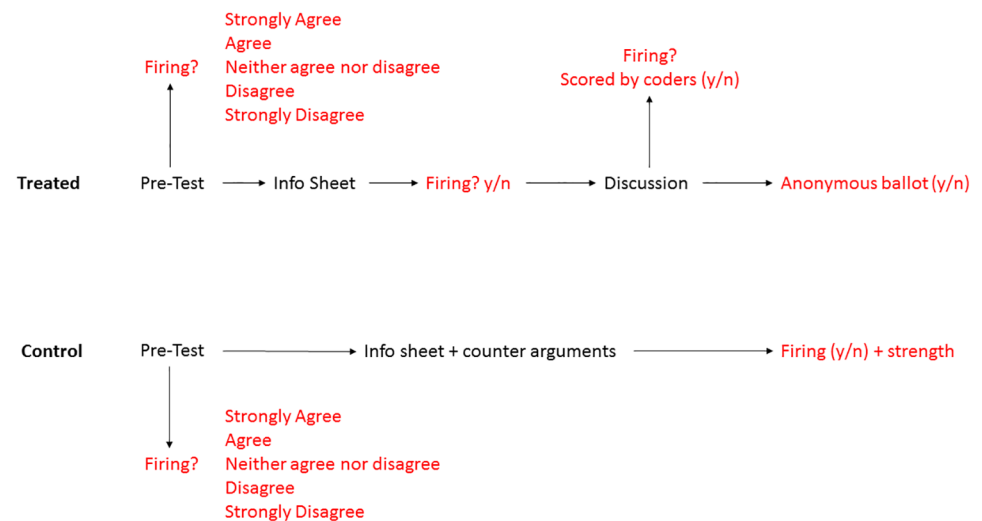 Strongly Agree
Agree
Firing?
Neither agree nor disagree
Disagree
Strongly Disagree
Firing?
Scored by coders (y/n)
Treated
Pre-Test
Info Sheet
Firing? y/n
Discussion
Anonymous ballot (y/n)
Control
Pre-Test
Info sheet + counter arguments
Firing (y/n) + strength
Strongly Agree
Agree
Firing?
Neither agree nor disagree
Disagree
Strongly Disagree